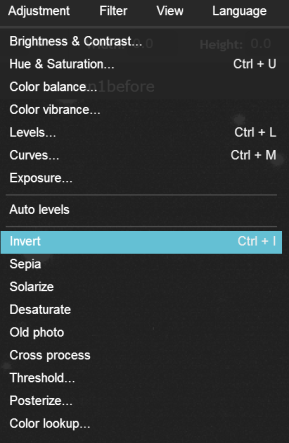 Adjustment Filter View Language
Brightness & Contrast...
Height: 0.0
Hue & Saturation... Ctrl + U
Color balance...
1before
Color vibrance...
Levels... Ctrl + L
Curves... Ctrl + M
Exposure...
Auto levels
Invert Ctrl + I
Sepia
Solarize
Desaturate
Old photo
Cross process
Threshold...
Posterize...
Color lookup...